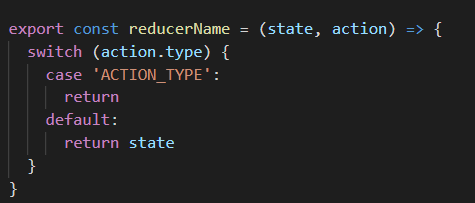 export const reducerName = (state, action) => {
  switch (action.type) {
    case 'ACTION_TYPE':
      return
    default:
      return state
  }
}